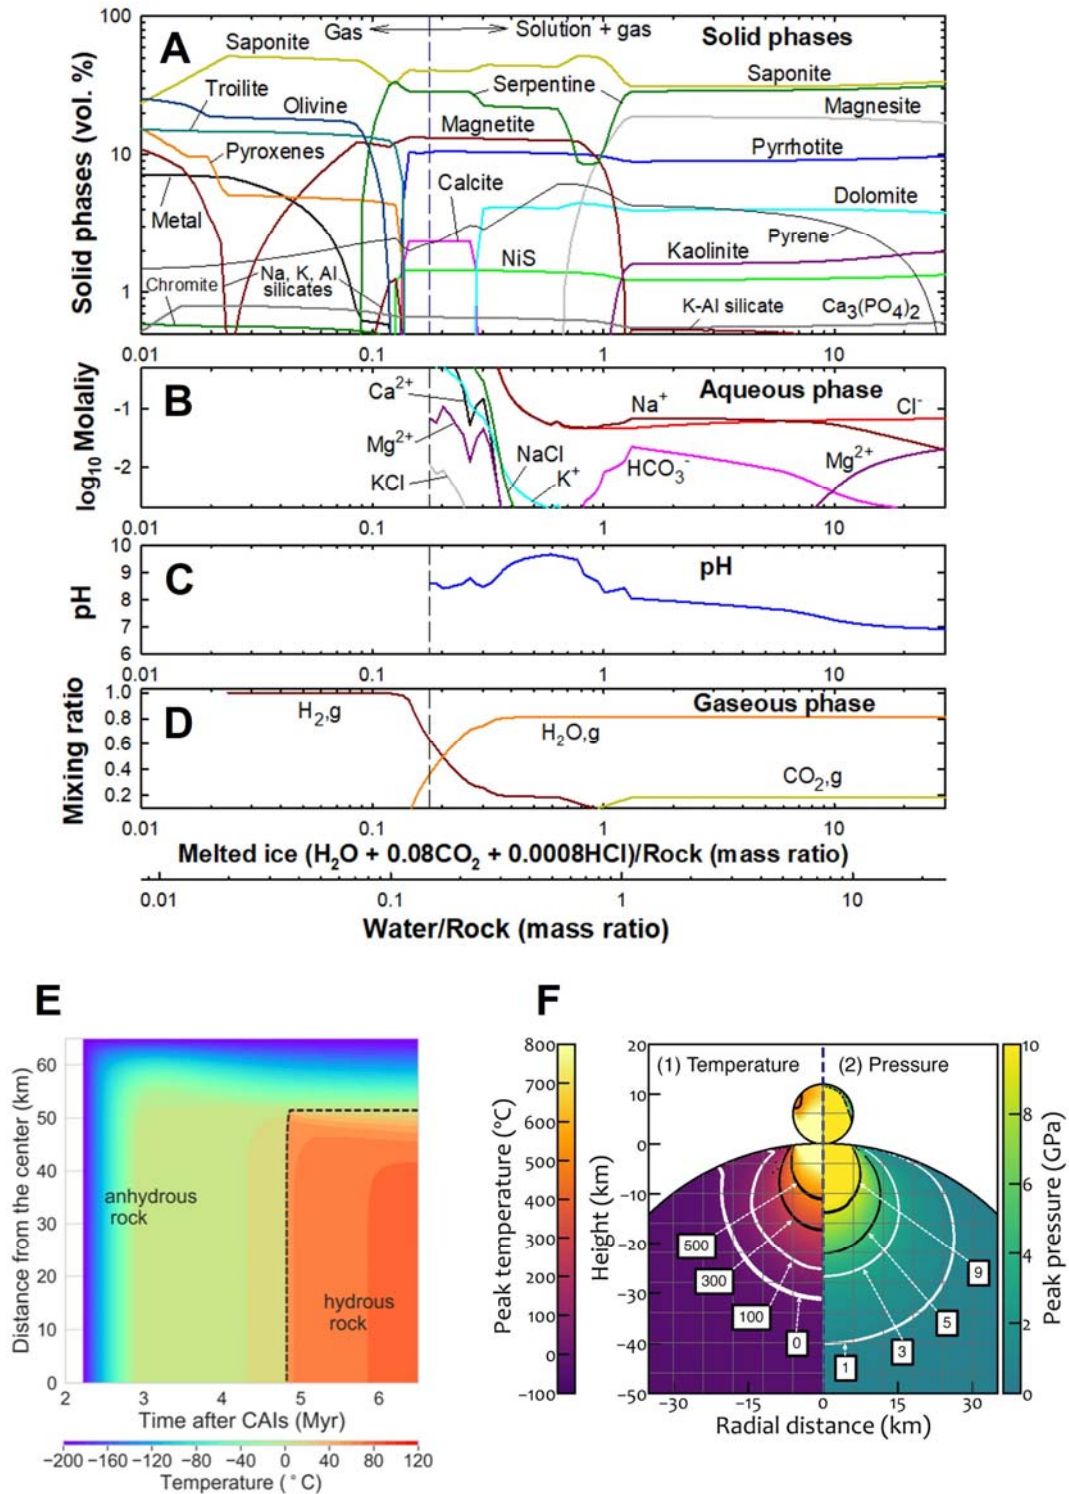 A
Gas
Solution + gas
Solid phases
Saponite
Troilite
Olivine
Serpentine
Saponite
Magnesite
Magnetite
Pyroxenes
Pyrrhotite
Calcite
Dolomite
Metal
Pyrene
Kaolinite
NiS
Chromite
Na, K, Al
silicates
K-Al silicate
Ca3(PO4)2
Solid phases (vol. %)
100
10
1
0.01 0.1 1 10
B
Aqueous phase
Ca2+
Mg2+
KCl
NaCl
K+
Na+
HCO3-
Cl-
Mg2+
log10 Molaliy
-1
-2
0.01 0.1 1 10
C
pH
pH
10
9
8
7
6
0.01 0.1 1 10
D
Gaseous phase
H2,g
H2O,g
CO2,g
Mixing ratio
1.0
0.8
0.6
0.4
0.2
0.01 0.1 1 10
Melted ice (H2O + 0.08CO2 + 0.0008HCl)/Rock (mass ratio)
0.01 0.1 1 10
Water/Rock (mass ratio)
E
Distance from the center (km)
60
50
40
30
20
10
0
anhydrous
rock
hydrous
rock
2 3 4 5 6
Time after CAIs (Myr)
-200 -160 -120 -80 -40 0 40 80 120
Temperature (°C)
F
Peak temperature (°C)
800
700
600
500
400
300
200
100
0
-100
Height (km)
20
10
0
-10
-20
-30
-40
-50
(1) Temperature
(2) Pressure
500
300
100
0
9
5
3
1
-30 -15 0 15 30
Radial distance (km)
10
8
6
4
2
0
Peak pressure (GPa)